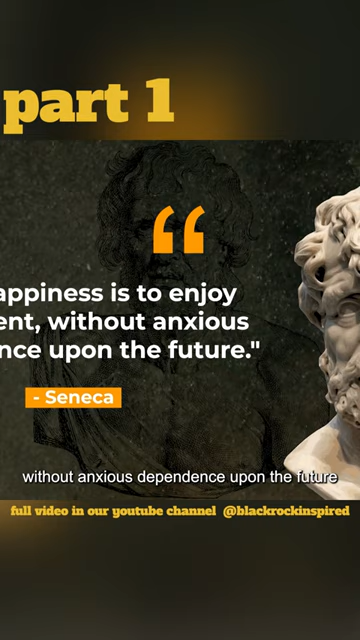 part 1
appiness is to enjoy
ent, without anxious
nce upon the future."
- Seneca
without anxious dependence upon the future
full video in our youtube channel @blackrockinspired